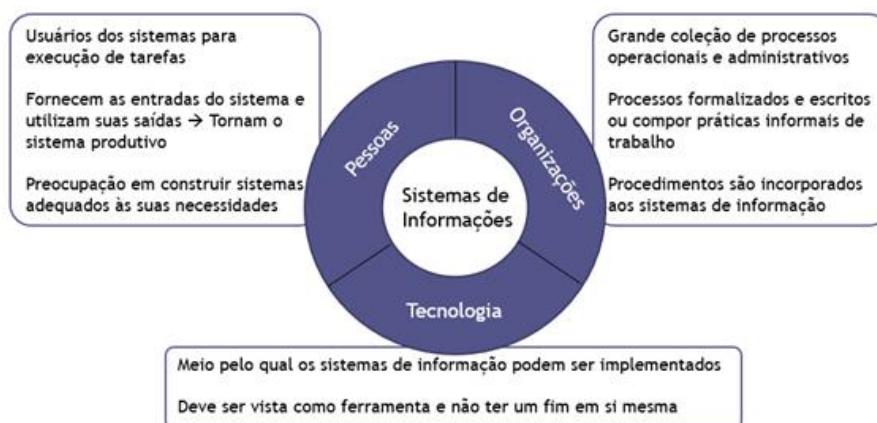 Usuários dos sistemas para
execução de tarefas
Fornecem as entradas do sistema e
utilizam suas saídas → Tornam o
sistema produtivo
Preocupação em construir sistemas
adequados às suas necessidades
Pessoas
Organizações
Sistemas de
Informações
Tecnologia
Grande coleção de processos
operacionais e administrativos
Processos formalizados e escritos
ou compor práticas informais de
trabalho
Procedimentos são incorporados
aos sistemas de informação
Meio pelo qual os sistemas de informação podem ser implementados
Deve ser vista como ferramenta e não ter um fim em si mesma